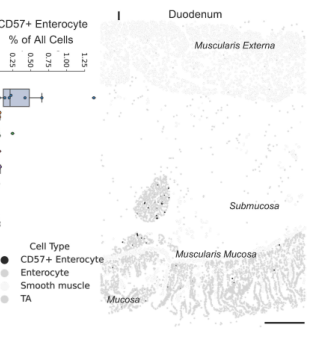 CD57+ Enterocyte
% of All Cells
0.25 0.50 0.75 1.00 1.25
I
Duodenum
Muscularis Externa
Submucosa
Muscularis Mucosa
Mucosa
Cell Type
CD57+ Enterocyte
Enterocyte
Smooth muscle
TA